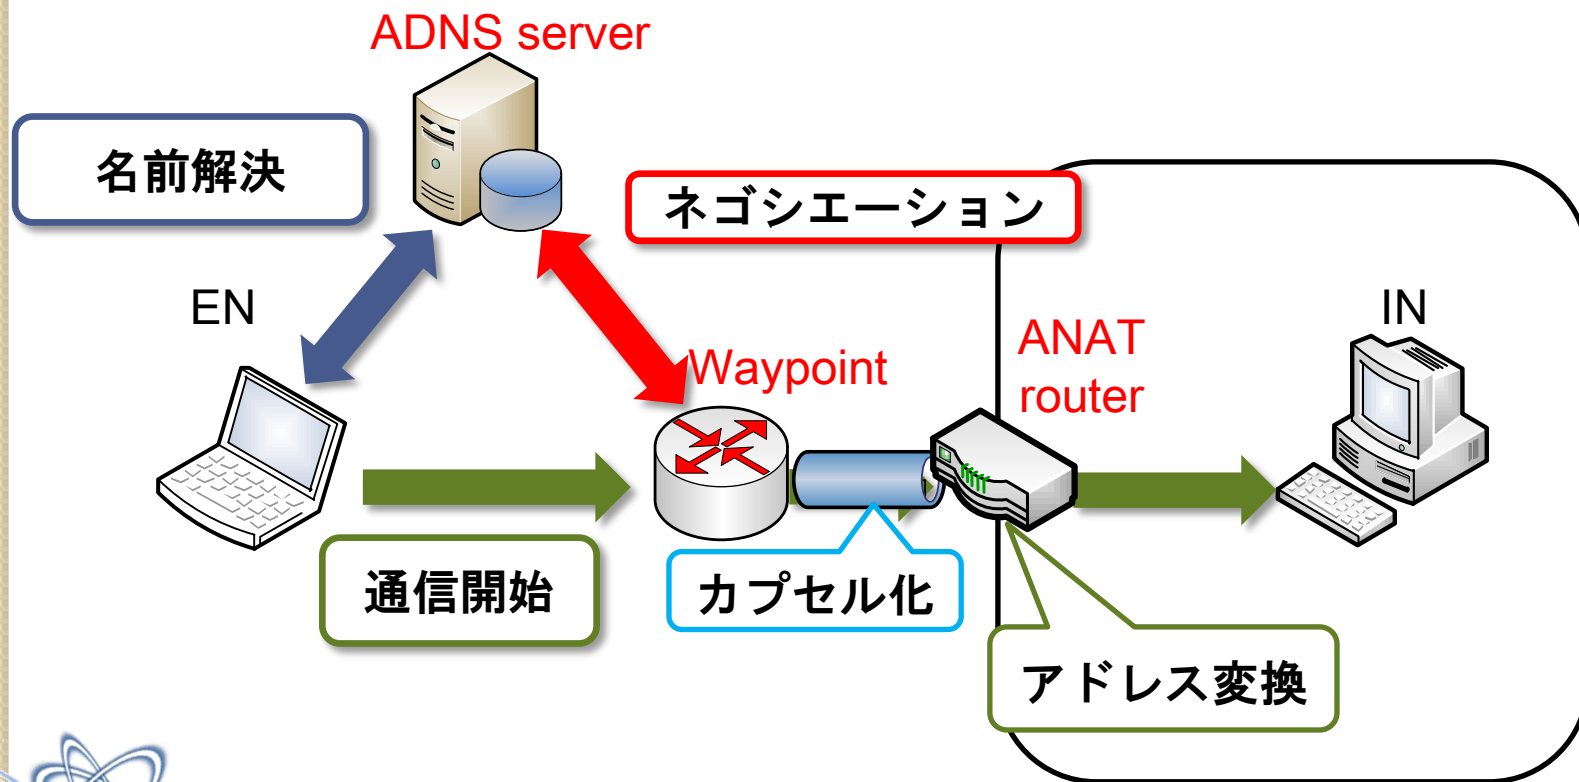 ADNS server
名前解決
ネゴシエーション
EN
IN
ANAT
router
Waypoint
通信開始
カプセル化
アドレス変換